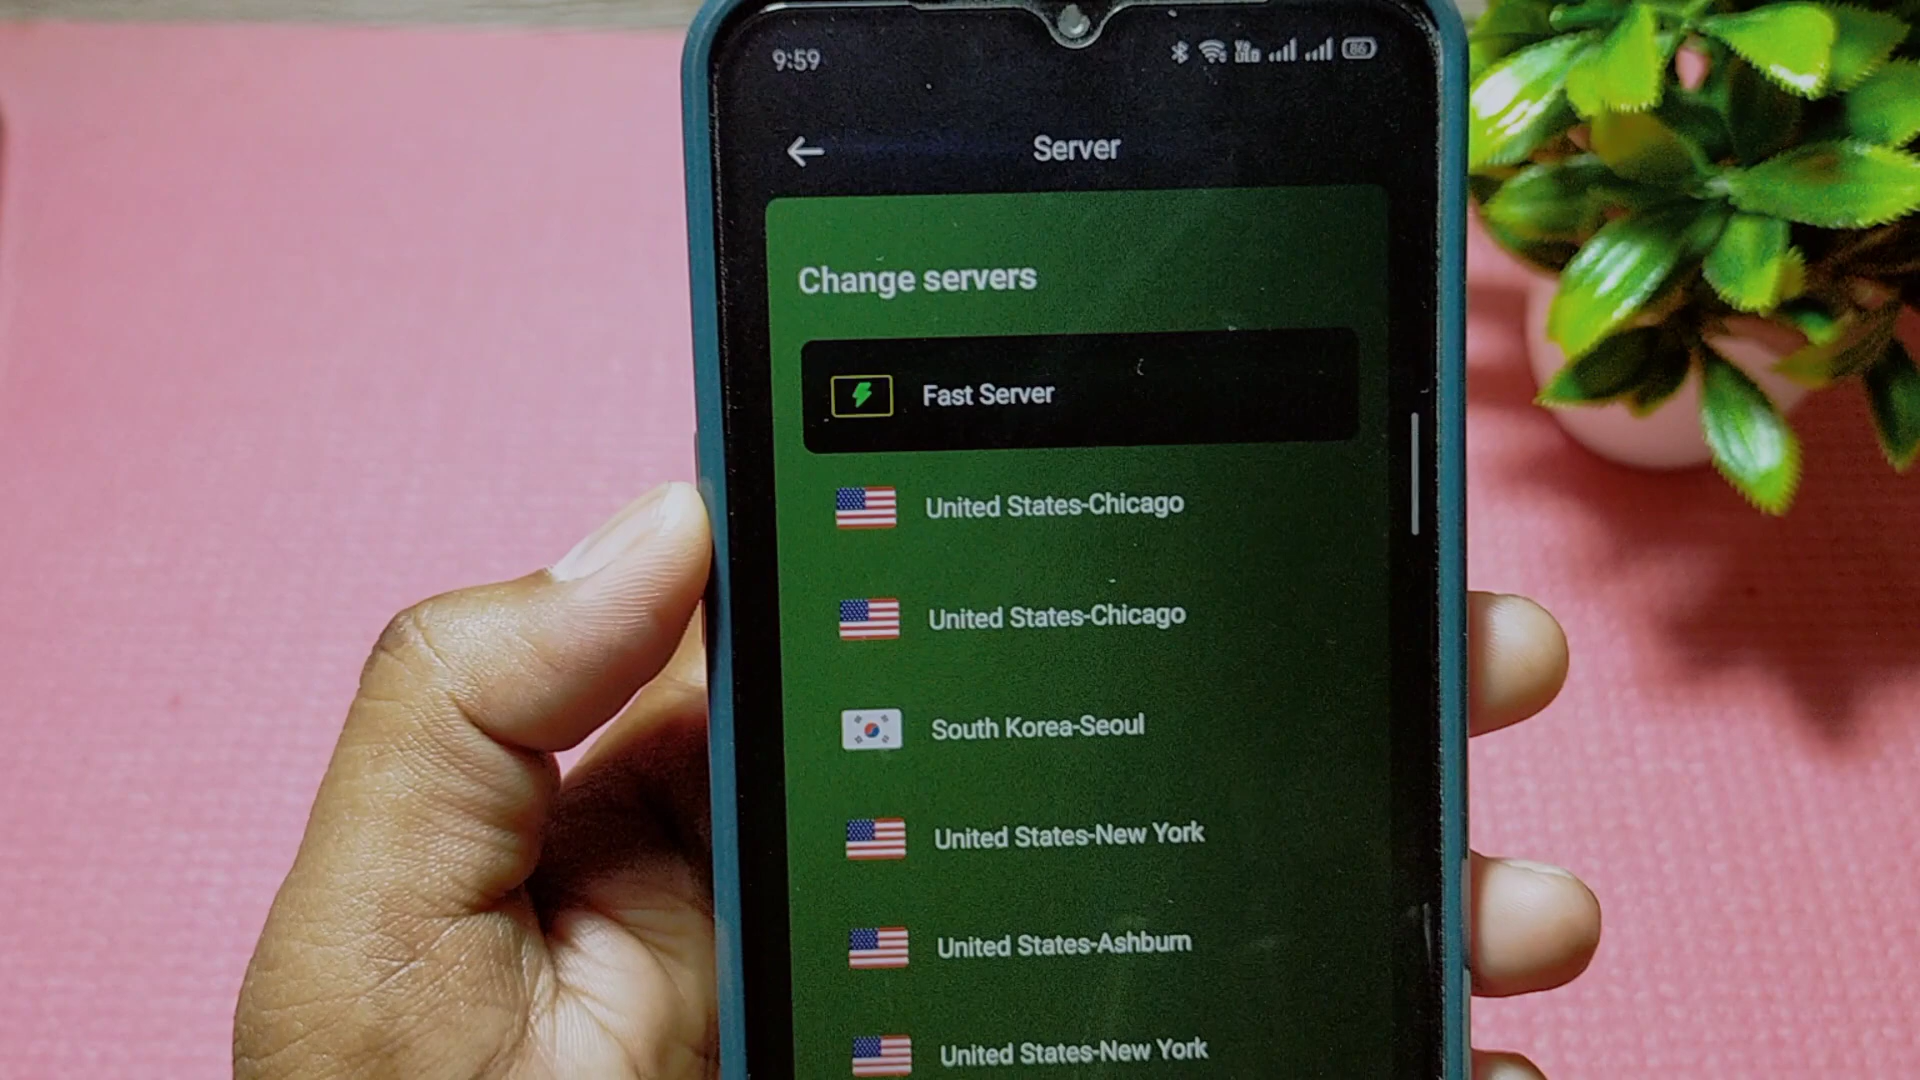 9:59
86
Server
Change servers
Fast Server
United States-Chicago
United States-Chicago
South Korea-Seoul
United States-New York
United States-Ashburn
United States-New York